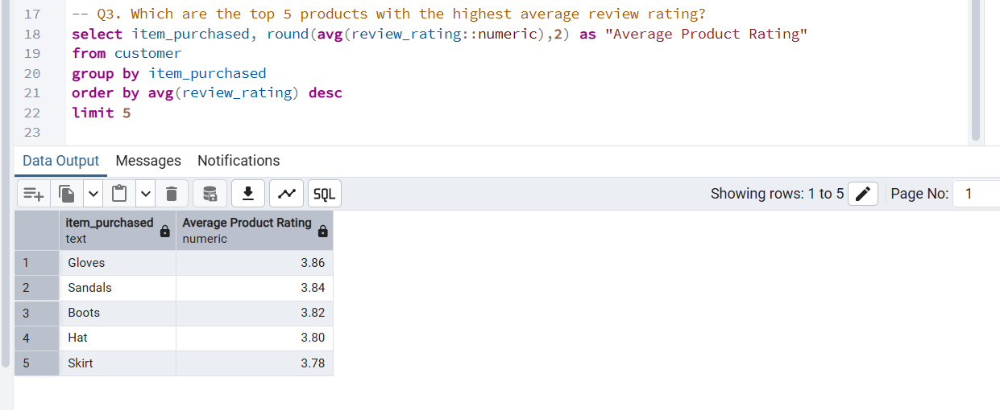 17 -- Q3. Which are the top 5 products with the highest average review rating?
18 select item_purchased, round(avg(review_rating::numeric),2) as "Average Product Rating"
19 from customer
20 group by item_purchased
21 order by avg(review_rating) desc
22 limit 5
23
Data Output Messages Notifications
SQL Showing rows: 1 to 5 Page No: 1
item_purchased Average Product Rating
text numeric
1 Gloves 3.86
2 Sandals 3.84
3 Boots 3.82
4 Hat 3.80
5 Skirt 3.78